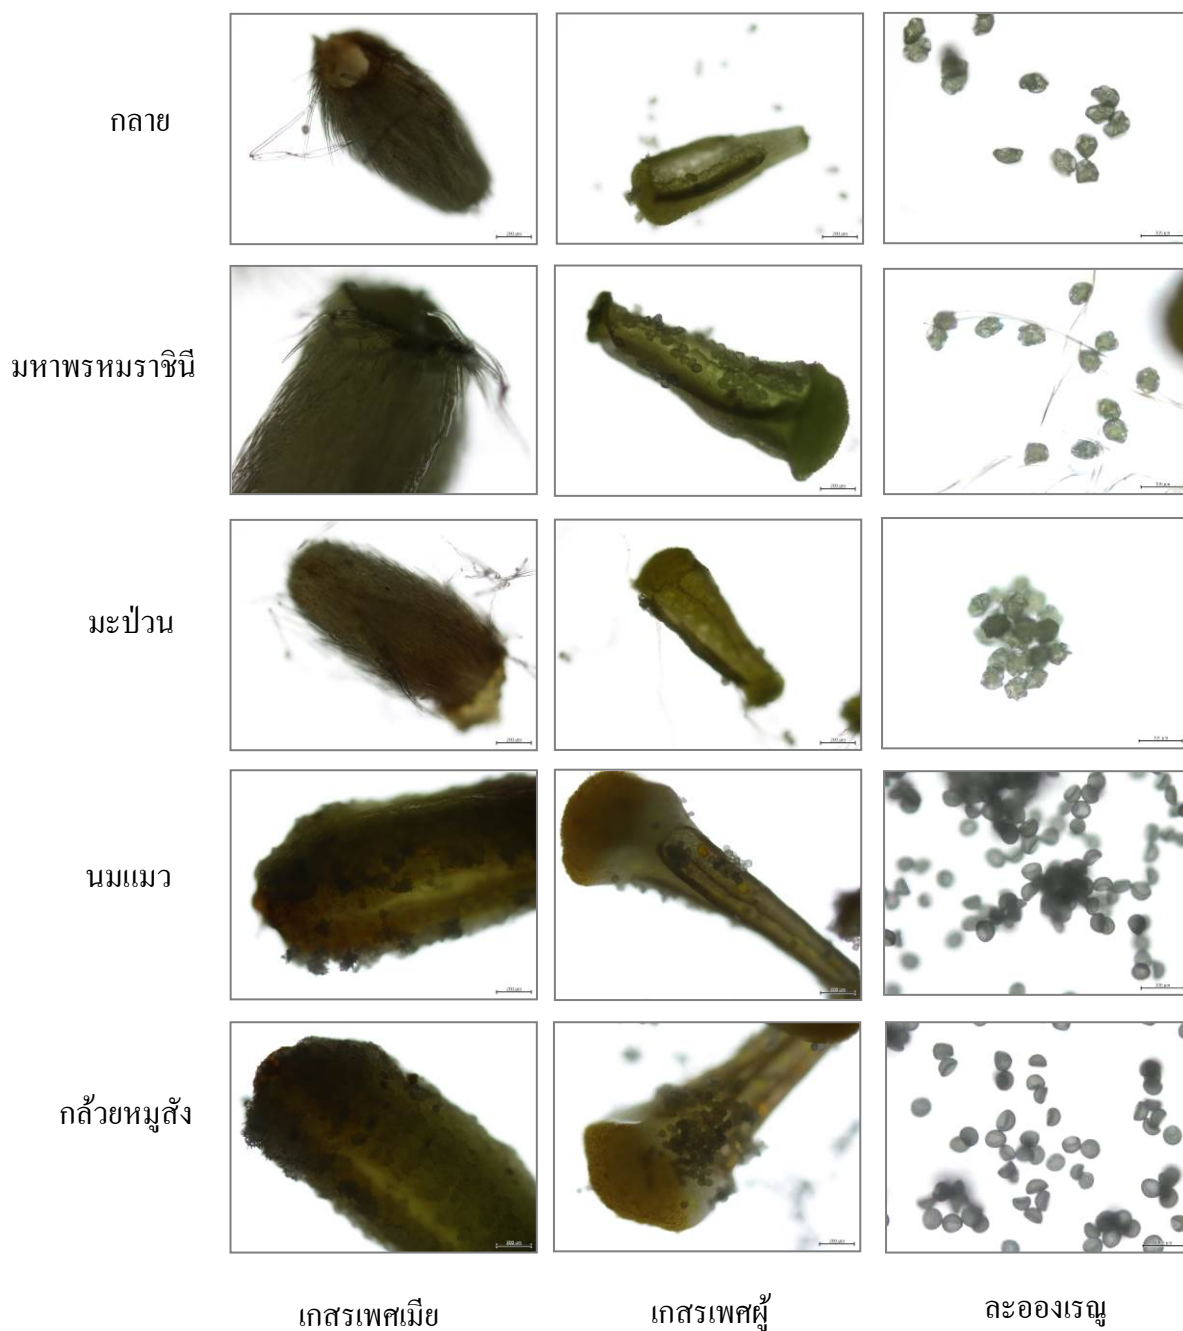 กลาย
มหาพรหมราชินี
มะป่วน
นมแมว
กล้วยหมูสัง
เกสรเพศเมีย
เกสรเพศผู้
ละอองเรณู